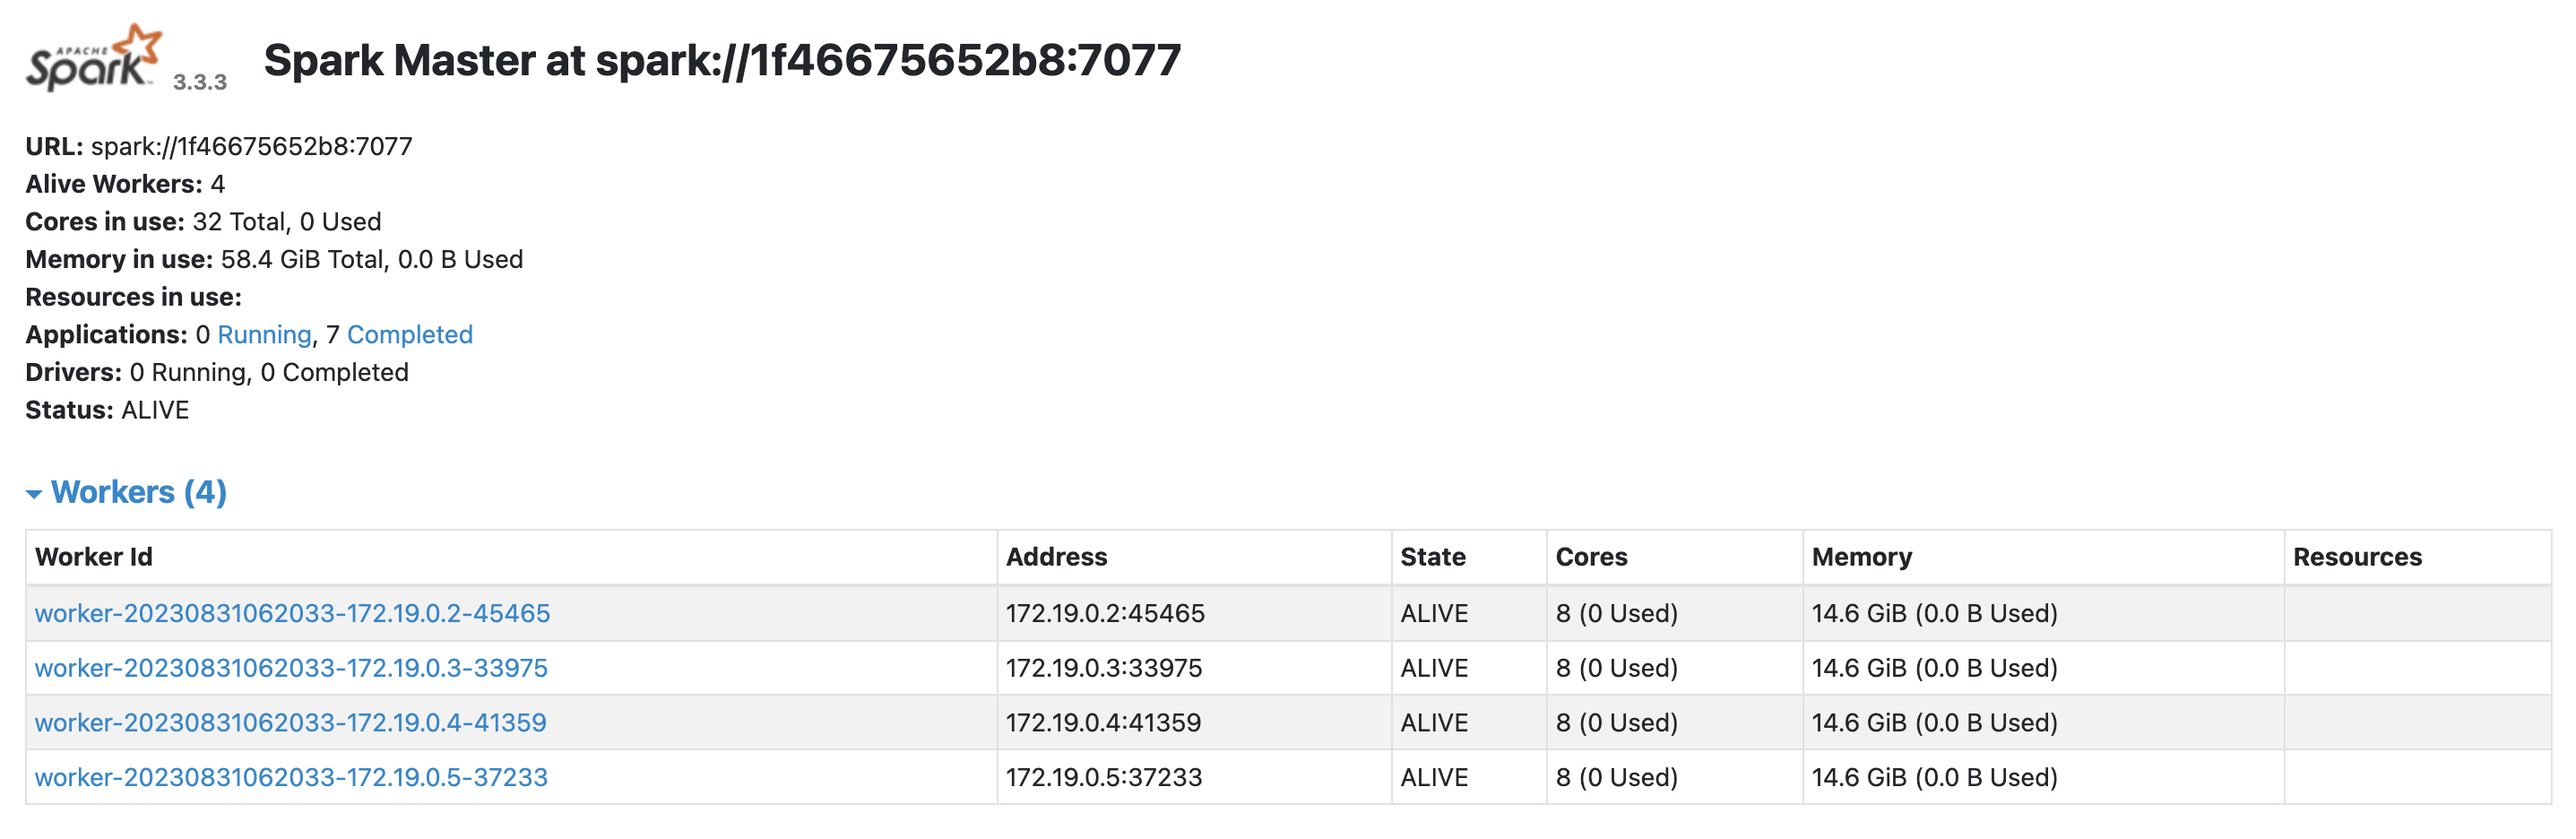 APACHE
Spark™ 3.3.3
Spark Master at spark://1f46675652b8:7077
URL: spark://1f46675652b8:7077
Alive Workers: 4
Cores in use: 32 Total, 0 Used
Memory in use: 58.4 GiB Total, 0.0 B Used
Resources in use:
Applications: 0 Running, 7 Completed
Drivers: 0 Running, 0 Completed
Status: ALIVE
Workers (4)
Worker Id Address State Cores Memory Resources
worker-20230831062033-172.19.0.2-45465 172.19.0.2:45465 ALIVE 8 (0 Used) 14.6 GiB (0.0 B Used)
worker-20230831062033-172.19.0.3-33975 172.19.0.3:33975 ALIVE 8 (0 Used) 14.6 GiB (0.0 B Used)
worker-20230831062033-172.19.0.4-41359 172.19.0.4:41359 ALIVE 8 (0 Used) 14.6 GiB (0.0 B Used)
worker-20230831062033-172.19.0.5-37233 172.19.0.5:37233 ALIVE 8 (0 Used) 14.6 GiB (0.0 B Used)